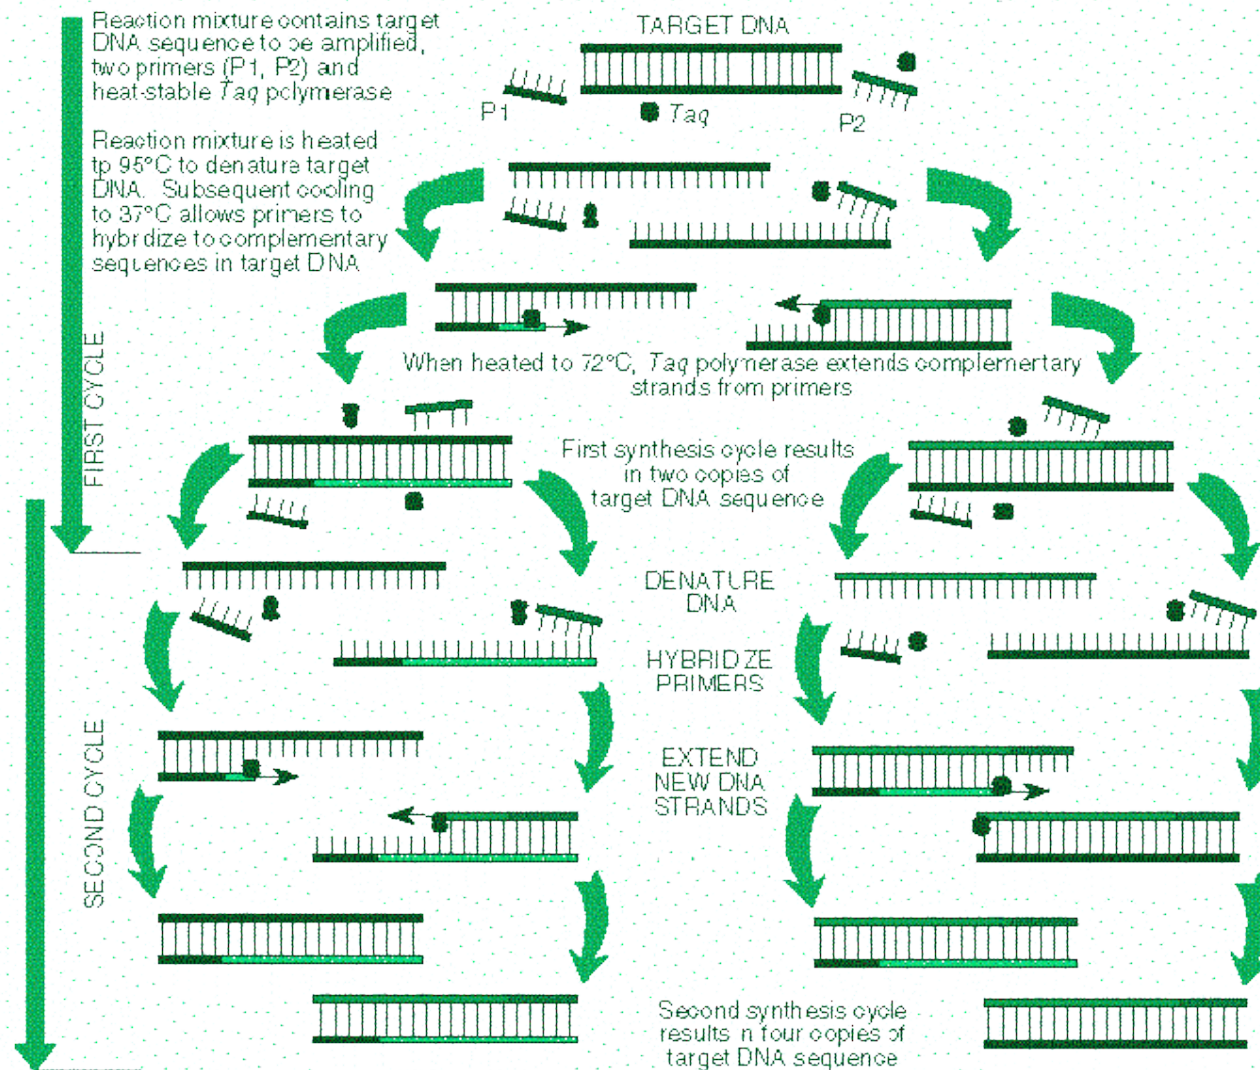 Reaction mixture contains target
DNA sequence to be amplified,
two primers (P1, P2) and
heat-stable Taq polymerase
TARGET DNA
P1
Taq
P2
Reaction mixture is heated
tp 95°C to denature target
DNA. Subsequent cooling
to 37°C allows primers to
hybridize to complementary
sequences in target DNA
When heated to 72°C, Taq polymerase extends complementary
strands from primers
FIRST CYCLE
First synthesis cycle results
in two copies of
target DNA sequence
DENATURE
DNA
HYBRIDZE
PRIMERS
SECOND CYCLE
EXTEND
NEW DNA
STRANDS
Second synthesis cycle
results n four copies of
target DNA sequence